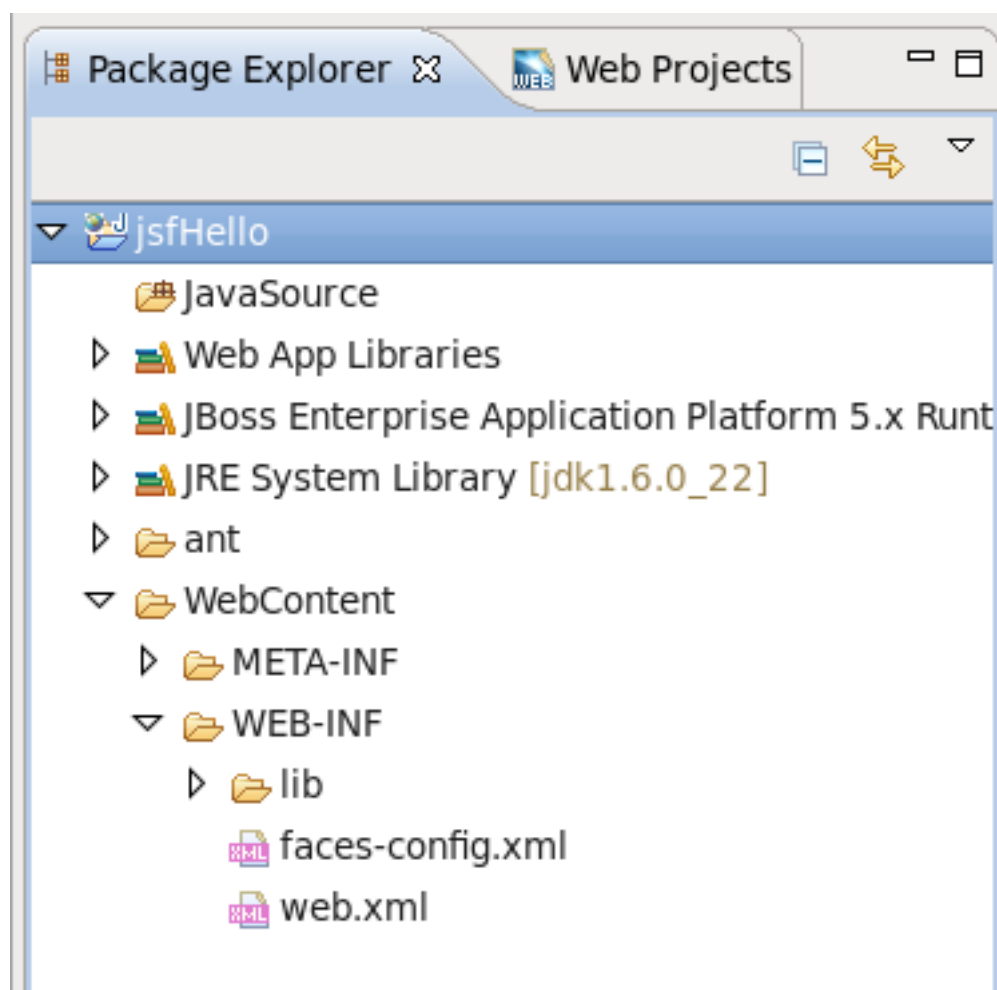 Package Explorer Web Projects
jsfHello
JavaSource
Web App Libraries
JBoss Enterprise Application Platform 5.x Runt
JRE System Library [jdk1.6.0_22]
ant
WebContent
META-INF
WEB-INF
lib
faces-config.xml
web.xml